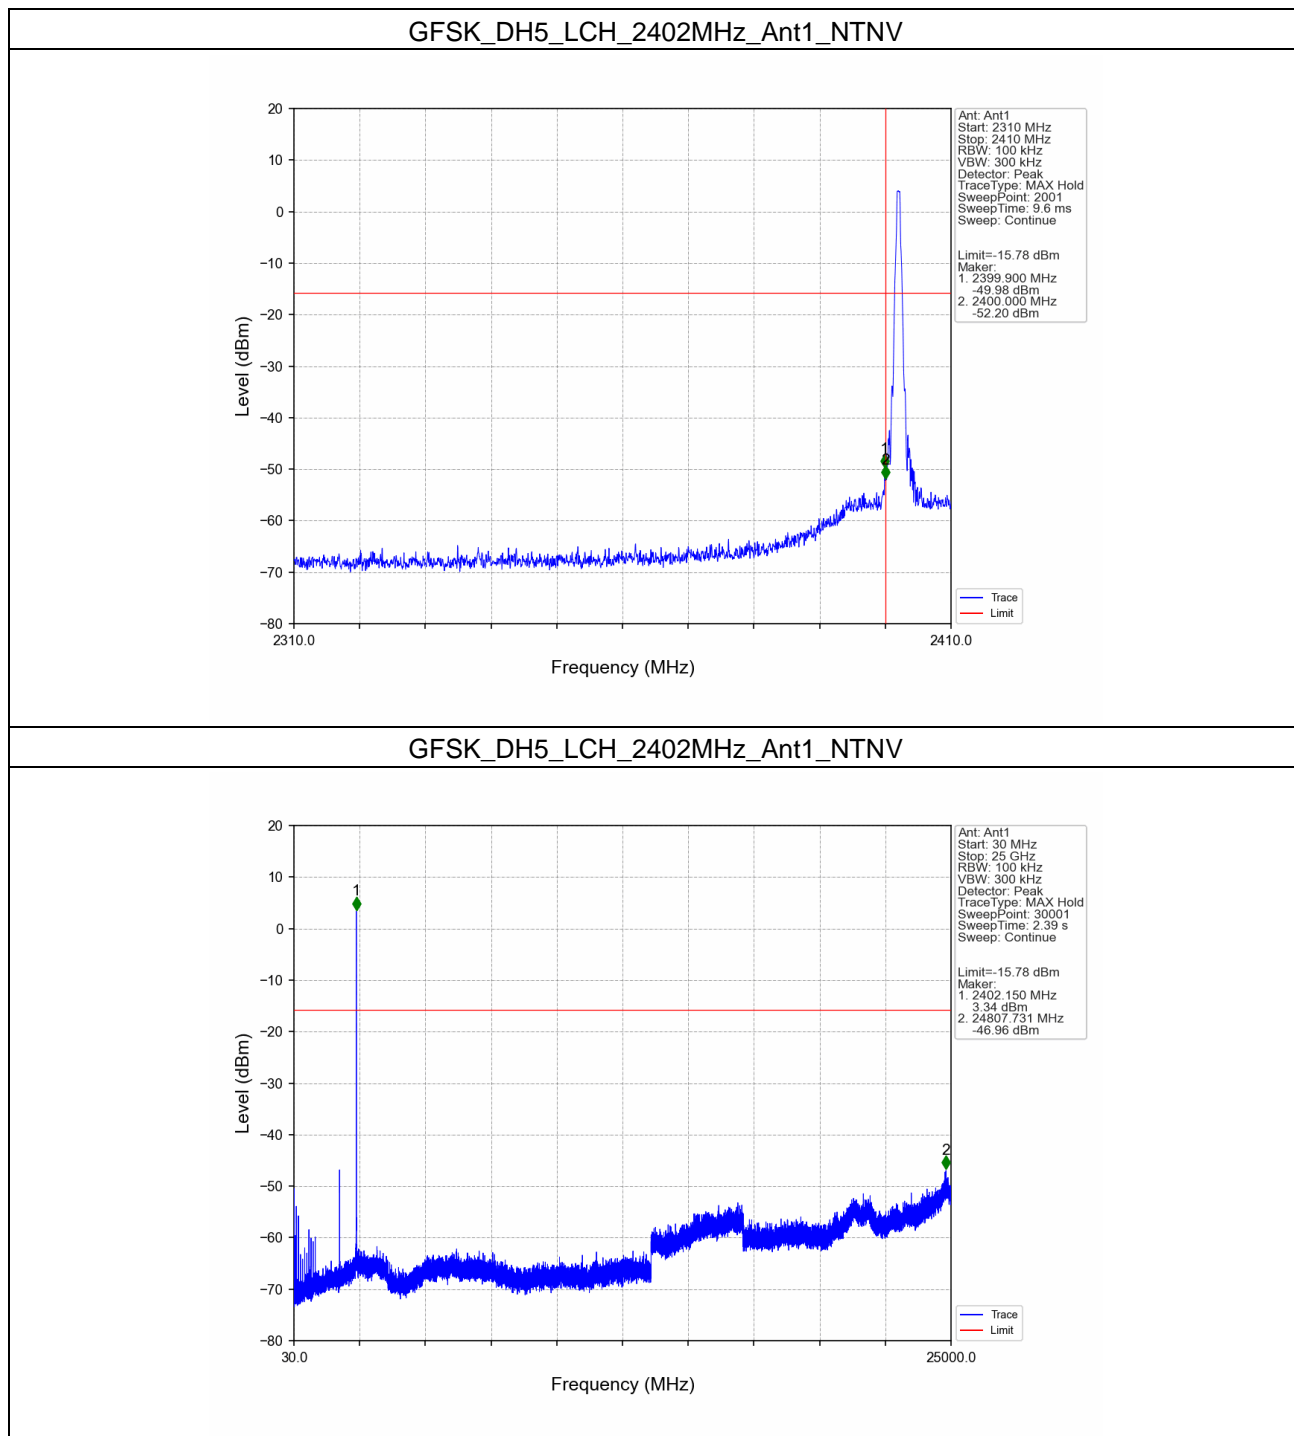 GFSK_DH5_LCH_2402MHz_Ant1_NTNV
20
10
0
−10
−20
−30
−40
−50
−60
−70
−80
Level (dBm)
1
2
2310.0
2410.0
Frequency (MHz)
Ant: Ant1
Start: 2310 MHz
Stop: 2410 MHz
RBW: 100 kHz
VBW: 300 kHz
Detector: Peak
TraceType: MAX Hold
SweepPoint: 2001
SweepTime: 9.6 ms
Sweep: Continue
Limit=-15.78 dBm
Maker:
1. 2399.900 MHz
-49.98 dBm
2. 2400.000 MHz
-52.20 dBm
Trace
Limit
GFSK_DH5_LCH_2402MHz_Ant1_NTNV
20
10
0
−10
−20
−30
−40
−50
−60
−70
−80
Level (dBm)
1
2
30.0
25000.0
Frequency (MHz)
Ant: Ant1
Start: 30 MHz
Stop: 25 GHz
RBW: 100 kHz
VBW: 300 kHz
Detector: Peak
TraceType: MAX Hold
SweepPoint: 30001
SweepTime: 2.39 s
Sweep: Continue
Limit=-15.78 dBm
Maker:
1. 2402.150 MHz
3.34 dBm
2. 24807.731 MHz
-46.96 dBm
Trace
Limit